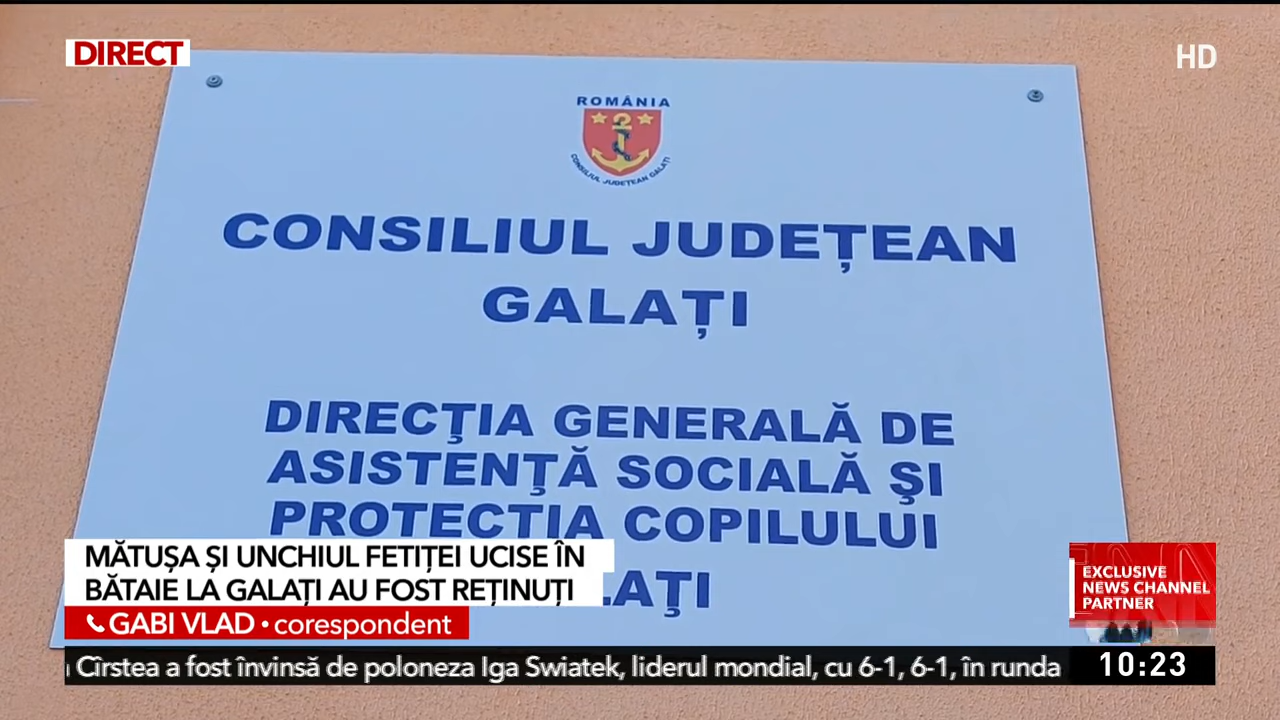 DIRECT
HD
ROMÂNIA
CONSILIUL JUDEȚEAN GALAȚI
CONSILIUL JUDEȚEAN
GALAȚI
DIRECŢIA GENERALĂ DE
ASISTENŢĂ SOCIALĂ ŞI
PROTECŢIA COPILULUI
LAŢI
MĂTUȘA ȘI UNCHIUL FETIȚEI UCISE ÎN
BĂTAIE LA GALAȚI AU FOST REȚINUȚI
GABI VLAD • corespondent
EXCLUSIVE
NEWS CHANNEL
PARTNER
Cîrstea a fost învinsă de poloneza Iga Swiatek, liderul mondial, cu 6-1, 6-1, în runda
10:23